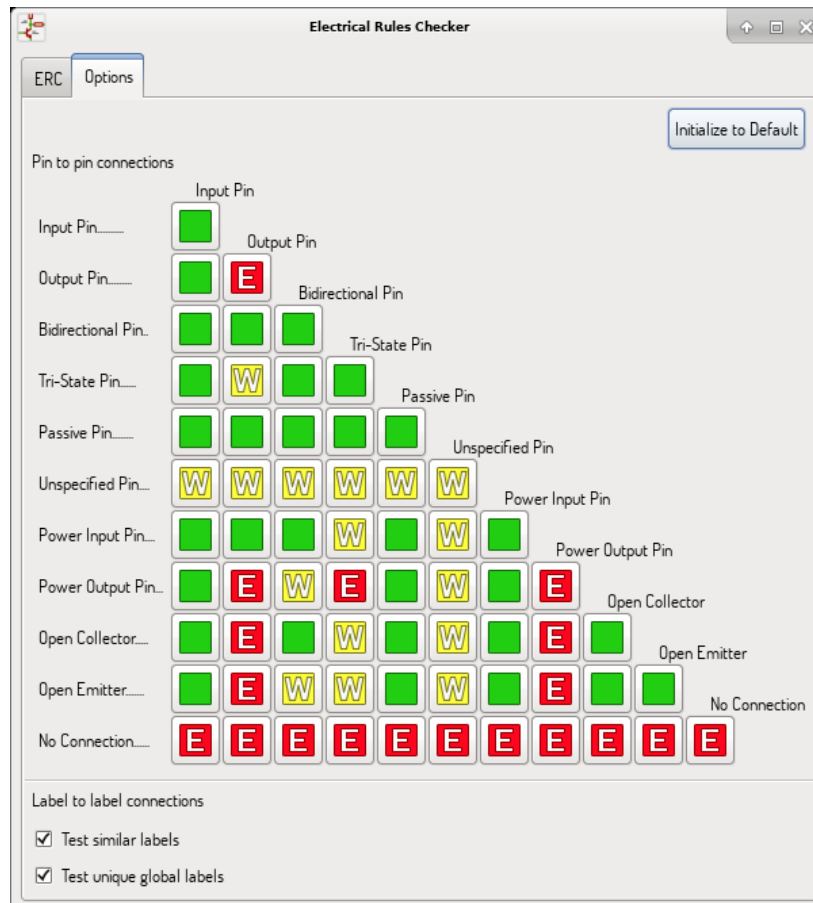 Electrical Rules Checker
ERC Options
Initialize to Default
Pin to pin connections
Input Pin
Input Pin.........
Output Pin
Output Pin........ E
Bidirectional Pin
Bidirectional Pin..
Tri-State Pin
Tri-State Pin...... W
Passive Pin
Passive Pin........
Unspecified Pin
Unspecified Pin.... W W W W W W
Power Input Pin
Power Input Pin.... W W
Power Output Pin
Power Output Pin... E W E W E
Open Collector
Open Collector..... E W W E
Open Emitter
Open Emitter....... E W W W E
No Connection
No Connection...... E E E E E E E E E E E
Label to label connections
Test similar labels
Test unique global labels